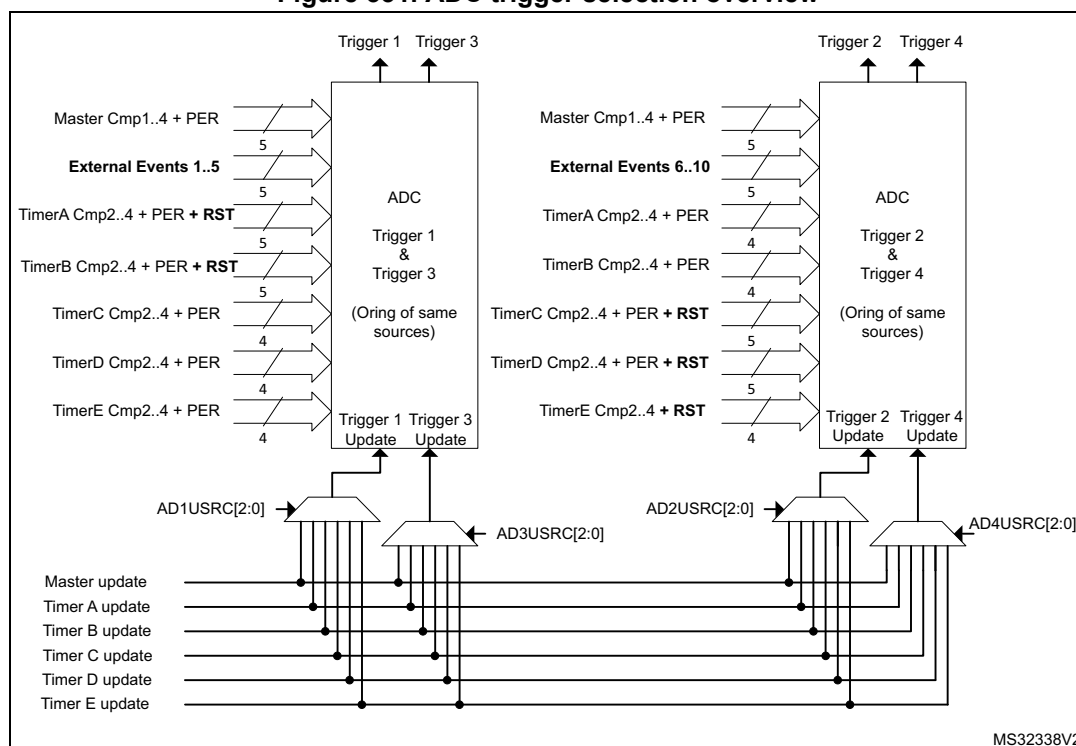 Trigger 1 Trigger 3
Master Cmp1..4 + PER
5
External Events 1..5
5
TimerA Cmp2..4 + PER + RST
5
TimerB Cmp2..4 + PER + RST
5
TimerC Cmp2..4 + PER
4
TimerD Cmp2..4 + PER
4
TimerE Cmp2..4 + PER
4
ADC
Trigger 1
&
Trigger 3
(Oring of same
sources)
Trigger 1 Trigger 3
Update Update
Trigger 2 Trigger 4
Master Cmp1..4 + PER
5
External Events 6..10
5
TimerA Cmp2..4 + PER
4
TimerB Cmp2..4 + PER
4
TimerC Cmp2..4 + PER + RST
5
TimerD Cmp2..4 + PER + RST
5
TimerE Cmp2..4 + RST
4
ADC
Trigger 2
&
Trigger 4
(Oring of same
sources)
Trigger 2 Trigger 4
Update Update
AD1USRC[2:0]
AD3USRC[2:0]
AD2USRC[2:0]
AD4USRC[2:0]
Master update
Timer A update
Timer B update
Timer C update
Timer D update
Timer E update
MS32338V2